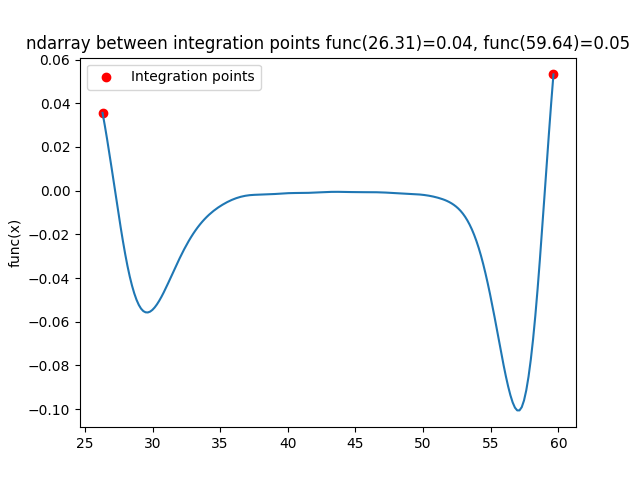 ndarray between integration points func(26.31)=0.04, func(59.64)=0.05
Integration points
func(x)
0.06
0.04
0.02
0.00
−0.02
−0.04
−0.06
−0.08
−0.10
25 30 35 40 45 50 55 60